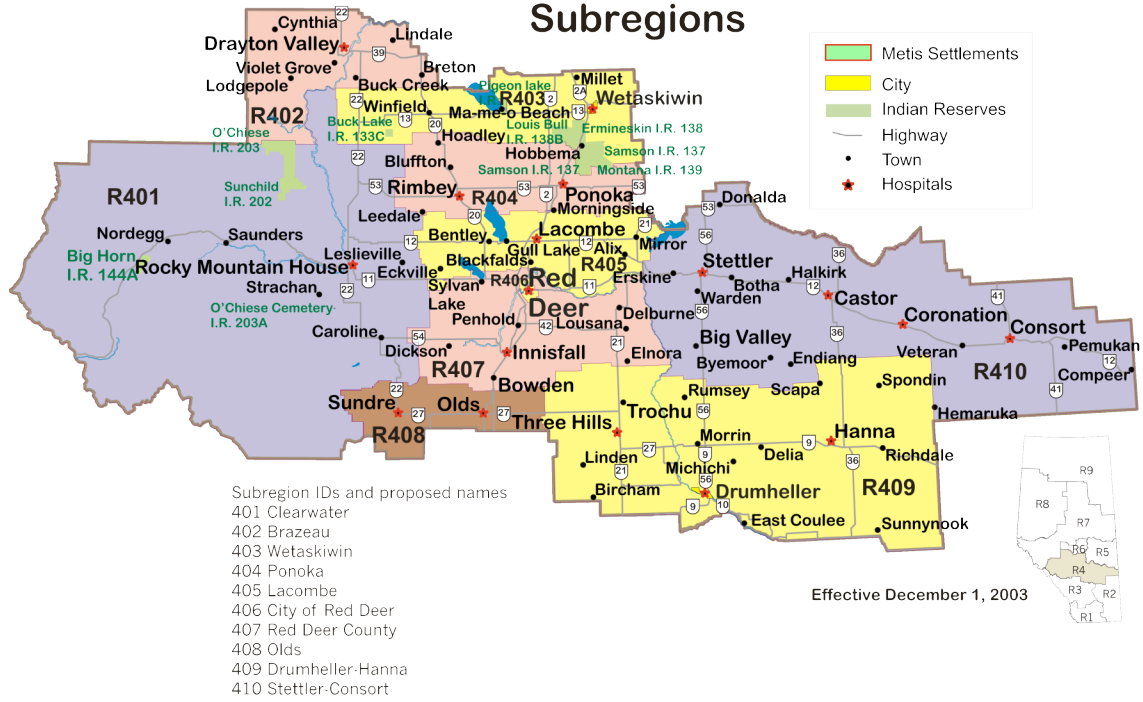 Subregions
Cynthia
22
Lindale
Drayton Valley
39
Violet Grove
Breton
Lodgepole
Buck Creek
Millet
Pigeon lake
R403
2
2A
Wetaskiwin
22
Winfield
13
20
Ma-me-o Beach
13
R402
Buck Lake
I.R. 133C
Louis Bull
I.R. 138B
Ermineskin I.R. 138
O'Chiese
I.R. 203
Hoadley
Hobbema
Samson I.R. 137
22
Bluffton
Samson I.R. 137
Montana I.R. 139
R401
Sunchild
I.R. 202
53
Rimbey
R404
53
2
Ponoka
53
Leedale
20
Morningside
Nordegg
Saunders
12
Bentley
Lacombe
21
Gull Lake
12
Alix
Mirror
Big Horn
I.R. 144A
Rocky Mountain House
Leslieville
Blackfalds
R405
Eckville
R406
Red
Deer
Erskine
Strachan
22
11
Sylvan
Lake
11
O'Chiese Cemetery
I.R. 203A
Penhold
42
Lousana
Delburne
Caroline
54
Dickson
Innisfall
21
Elnora
R407
Bowden
22
Sundre
27
Olds
27
R408
Three Hills
53
Donalda
56
36
Stettler
Botha
Halkirk
12
Warden
56
Castor
41
Coronation
Consort
Big Valley
36
Pemukan
Veteran
12
Byemoor
Endiang
R410
Compeer
41
Scapa
Spondin
Rumsey
Trochu
56
Hemaruka
Morrin
9
Hanna
27
9
Delia
Richdale
Linden
21
Michichi
36
56
Bircham
Drumheller
R409
9
10
East Coulee
Sunnynook
Metis Settlements
City
Indian Reserves
Highway
Town
Hospitals
Subregion IDs and proposed names
401 Clearwater
402 Brazeau
403 Wetaskiwin
404 Ponoka
405 Lacombe
406 City of Red Deer
407 Red Deer County
408 Olds
409 Drumheller-Hanna
410 Stettler-Consort
Effective December 1, 2003
R9
R8
R7
R6
R5
R4
R3
R2
R1